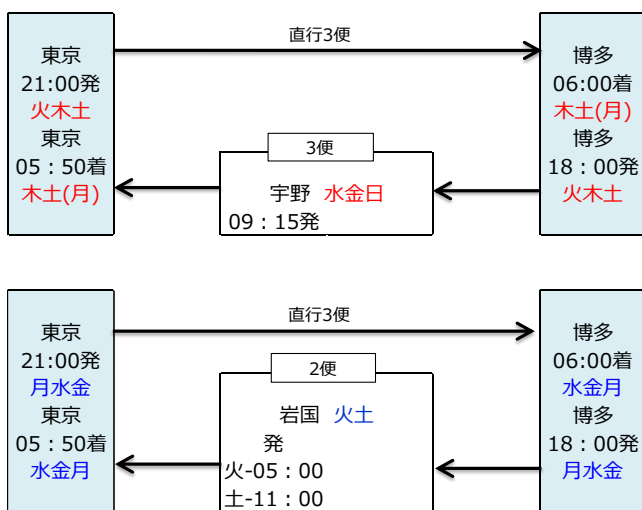 直行3便
東京
21:00発
火木土
東京
05：50着
木土(月)
3便
宇野 水金日
09：15発
博多
06:00着
木土(月)
博多
18：00発
火木土
直行3便
東京
21:00発
月水金
東京
05：50着
水金月
2便
岩国 火土
発
火-05：00
土-11：00
博多
06:00着
水金月
博多
18：00発
月水金